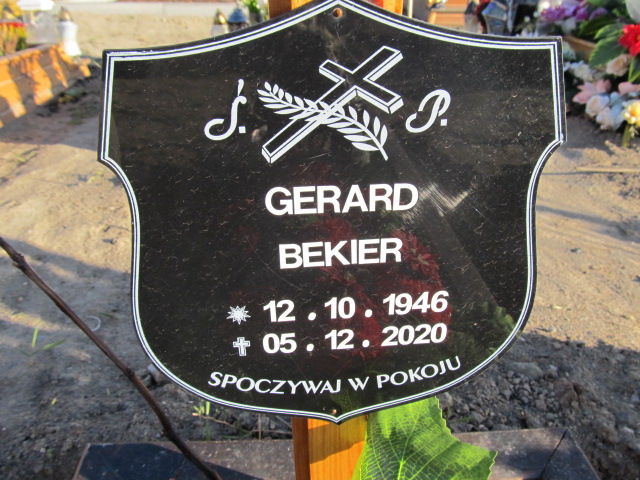 Ś. P.
GERARD
BEKIER
12.10.1946
05.12.2020
SPOCZYWAJ W POKOJU